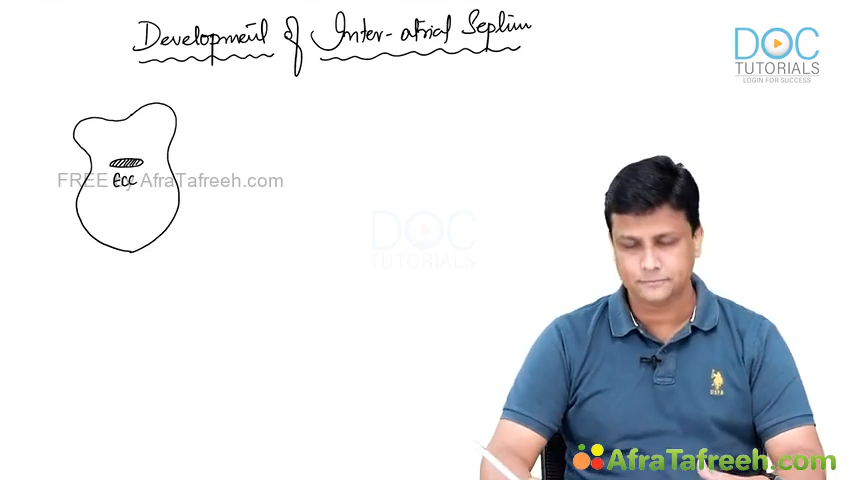 Development of Inter-atrial Septum
DOC
TUTORIALS
LOGIN FOR SUCCESS
FREE by AfraTafreeh.com
ECC
DOC
TUTORIALS
USPA
AfraTafreeh.com